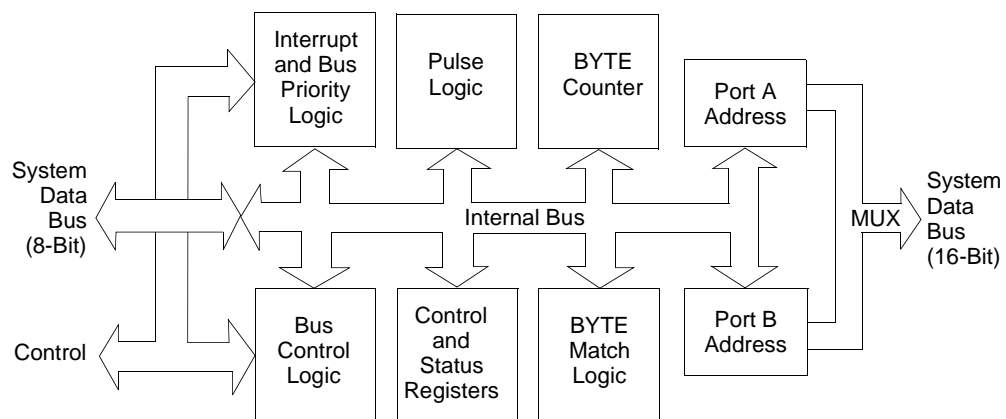 Interrupt
and Bus
Priority
Logic
Pulse
Logic
BYTE
Counter
Port A
Address
System
Data
Bus
(8-Bit)
Internal Bus
MUX
System
Data
Bus
(16-Bit)
Control
Bus
Control
Logic
Control
and
Status
Registers
BYTE
Match
Logic
Port B
Address